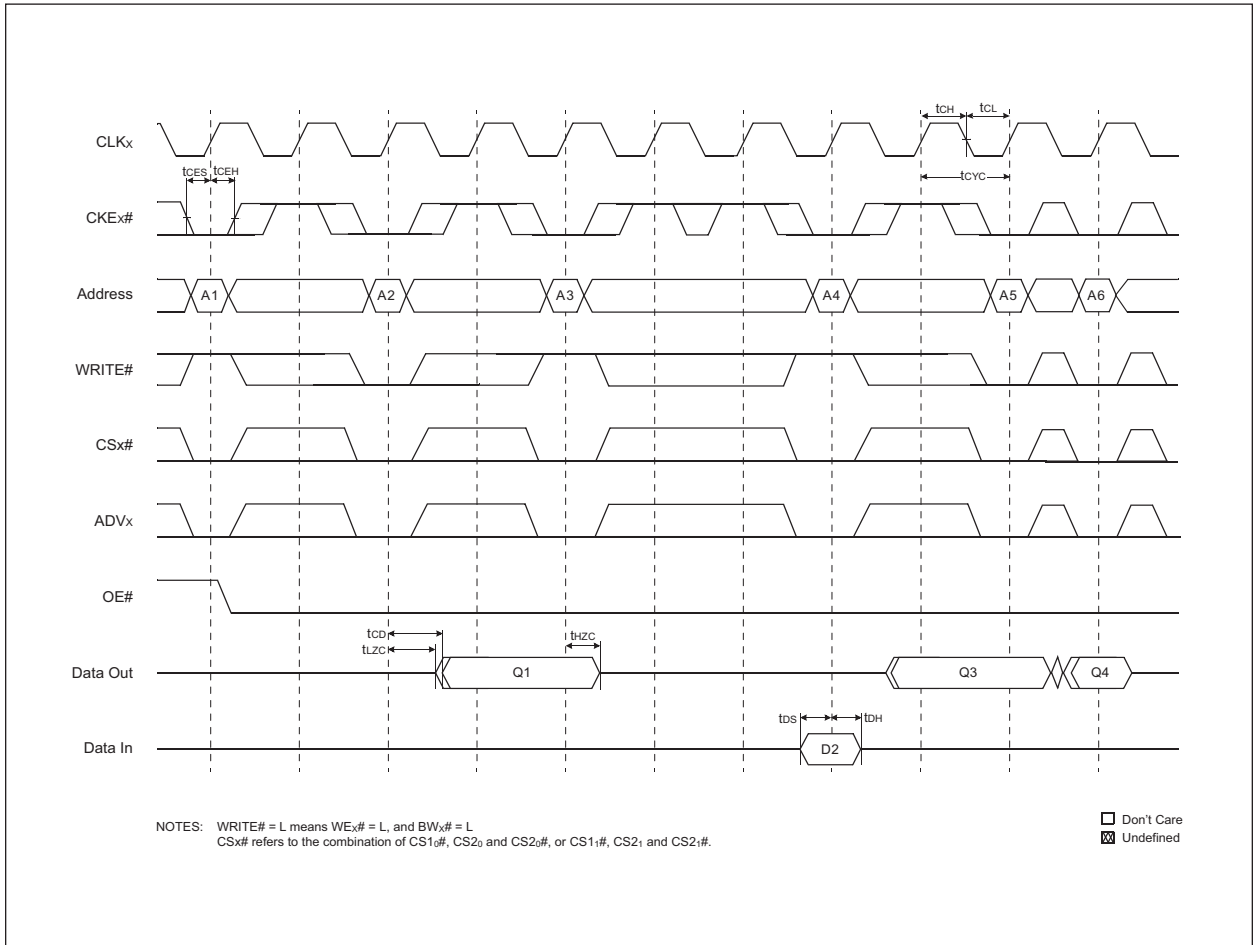 CLKx
tCH
tCL
tCYC
tCES
tCEH
CKEx#
Address
A1
A2
A3
A4
A5
A6
WRITE#
CSx#
ADVx
OE#
tCD
tLZC
tHZC
Data Out
Q1
Q3
Q4
tDS
tDH
Data In
D2
NOTES: WRITE# = L means WEx# = L, and BWx# = L
CSx# refers to the combination of CS1₀#, CS2₀ and CS2₀#, or CS1₁#, CS2₁ and CS2₁#.
Don't Care
Undefined